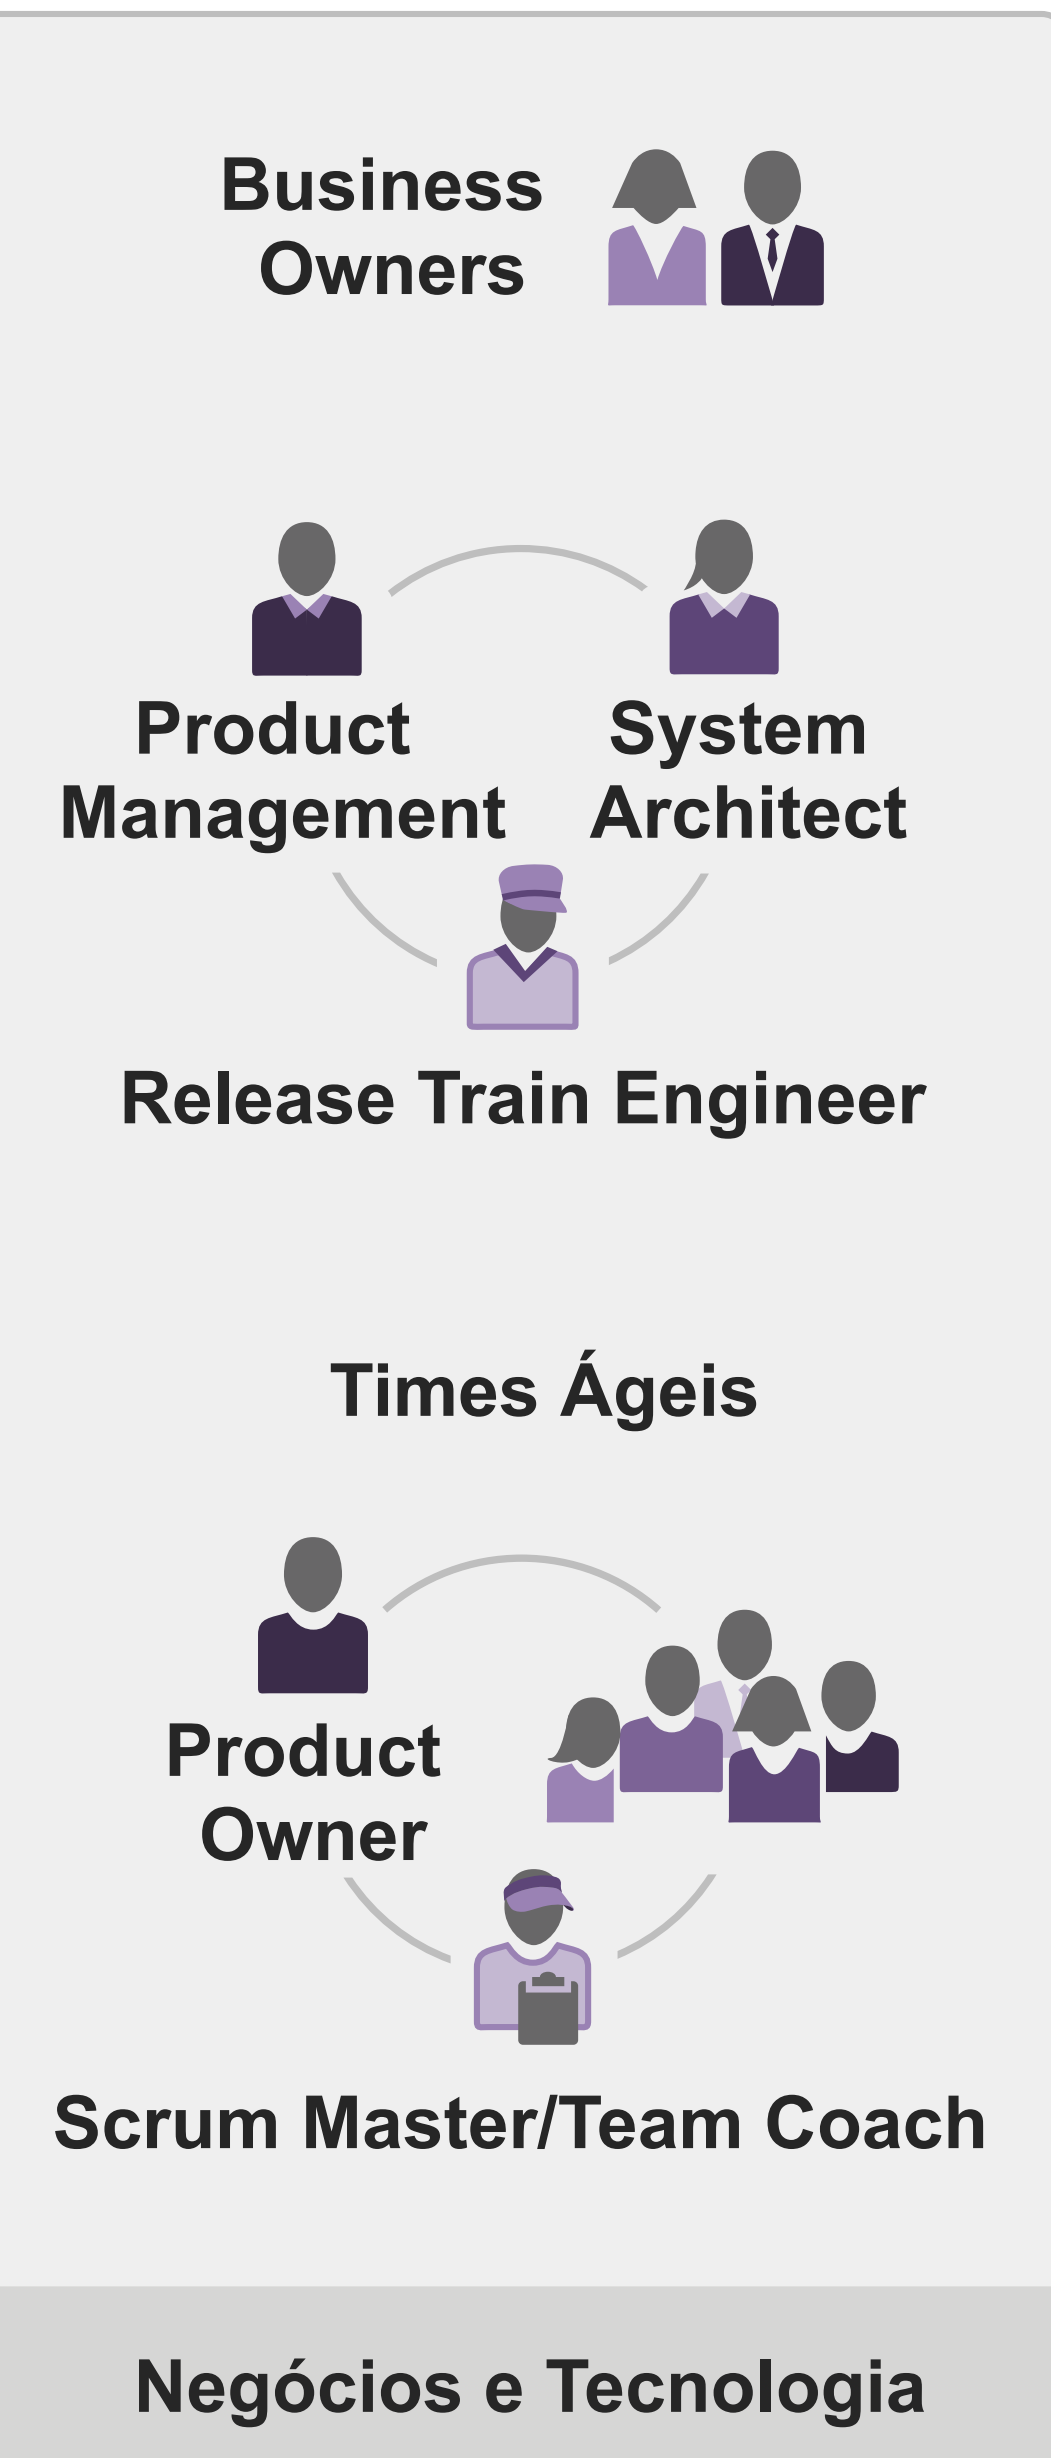 Business
Owners
Product
Management
System
Architect
Release Train Engineer
Times Ágeis
Product
Owner
Scrum Master/Team Coach
Negócios e Tecnologia